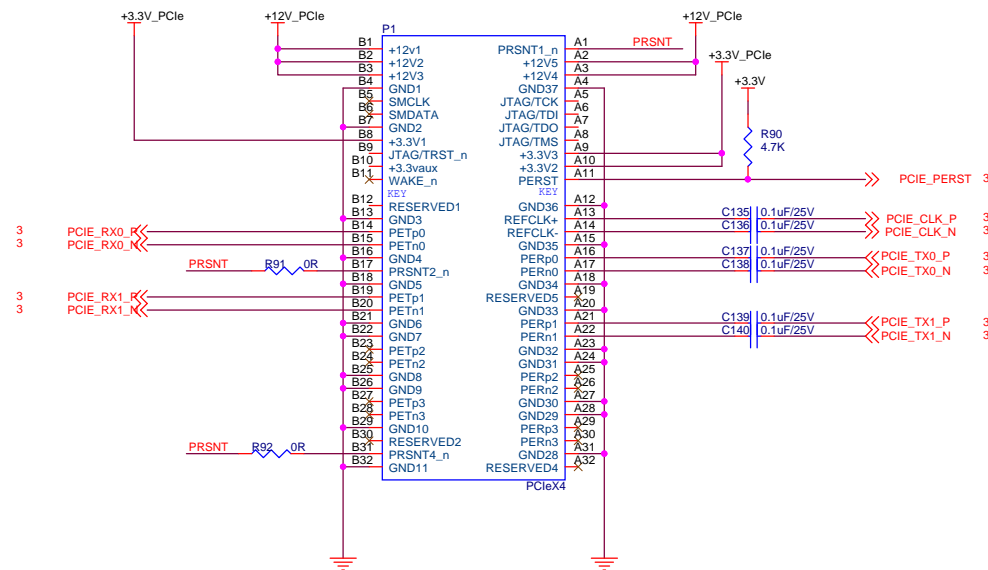 +3.3V_PCIe +12V_PCIe +12V_PCIe
P1
+3.3V_PCIe
+3.3V
B1 +12v1 PRSNT1_n A1 PRSNT
B2 +12V2 +12V5 A2
B3 +12V3 +12V4 A3
B4 GND1 GND37 A4
B5 SMCLK JTAG/TCK A5
B6 SMDATA JTAG/TDI A6
B7 GND2 JTAG/TDO A7
B8 +3.3V1 JTAG/TMS A8
R90
4.7K
B9 JTAG/TRST_n +3.3V3 A9
B10 +3.3vaux +3.3V2 A10
B11 WAKE_n PERST A11 PCIE_PERST 3
KEY KEY
B12 RESERVED1 GND36 A12
B13 GND3 REFCLK+ A13 C135 0.1uF/25V PCIE_CLK_P 3
3 PCIE_RX0_P B14 PETp0 REFCLK- A14 C136 0.1uF/25V PCIE_CLK_N 3
3 PCIE_RX0_N B15 PETn0 GND35 A15
B16 GND4 PERp0 A16 C137 0.1uF/25V PCIE_TX0_P 3
PRSNT R91 0R B17 PRSNT2_n PERn0 A17 C138 0.1uF/25V PCIE_TX0_N 3
B18 GND5 GND34 A18
3 PCIE_RX1_P B19 PETp1 RESERVED5 A19
3 PCIE_RX1_N B20 PETn1 GND33 A20
B21 GND6 PERp1 A21 C139 0.1uF/25V PCIE_TX1_P 3
B22 GND7 PERn1 A22 C140 0.1uF/25V PCIE_TX1_N 3
B23 PETp2 GND32 A23
B24 PETn2 GND31 A24
B25 GND8 PERp2 A25
B26 GND9 PERn2 A26
B27 PETp3 GND30 A27
B28 PETn3 GND29 A28
B29 GND10 PERp3 A29
B30 RESERVED2 PERn3 A30
PRSNT R92 0R B31 PRSNT4_n GND28 A31
B32 GND11 RESERVED4 A32
PCIeX4